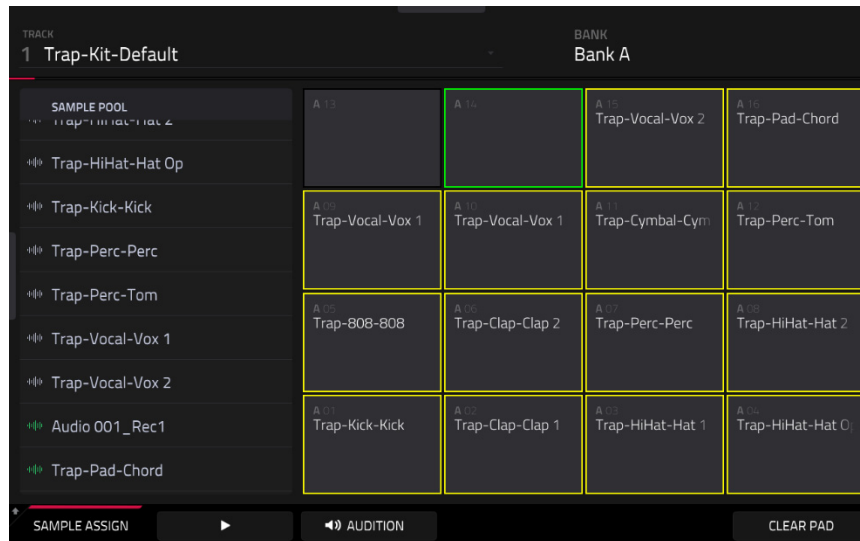 TRACK
1 Trap-Kit-Default
BANK
Bank A
SAMPLE POOL
Trap-HiHat-Hat 2
Trap-HiHat-Hat Op
Trap-Kick-Kick
Trap-Perc-Perc
Trap-Perc-Tom
Trap-Vocal-Vox 1
Trap-Vocal-Vox 2
Audio 001_Rec1
Trap-Pad-Chord
A 13
A 14
A 15
Trap-Vocal-Vox 2
A 16
Trap-Pad-Chord
A 09
Trap-Vocal-Vox 1
A 10
Trap-Vocal-Vox 1
A 11
Trap-Cymbal-Cym
A 12
Trap-Perc-Tom
A 05
Trap-808-808
A 06
Trap-Clap-Clap 2
A 07
Trap-Perc-Perc
A 08
Trap-HiHat-Hat 2
A 01
Trap-Kick-Kick
A 02
Trap-Clap-Clap 1
A 03
Trap-HiHat-Hat 1
A 04
Trap-HiHat-Hat O
SAMPLE ASSIGN
AUDITION
CLEAR PAD